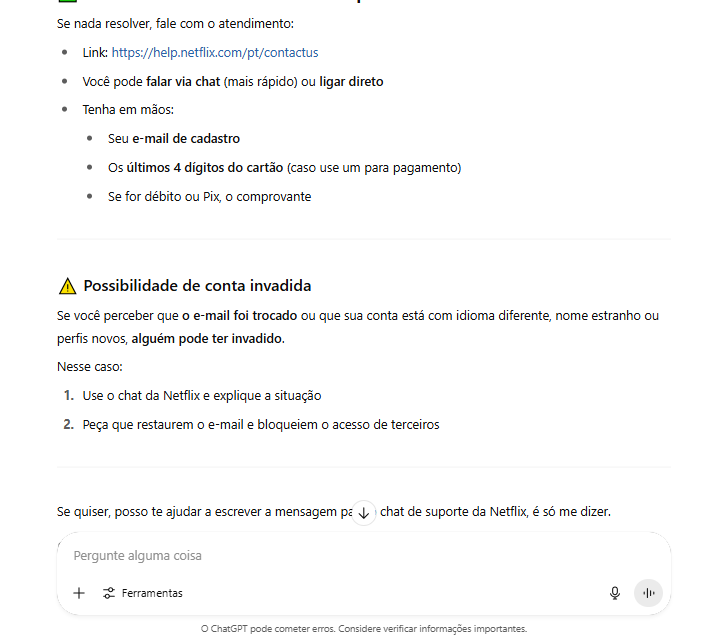 Se nada resolver, fale com o atendimento:
Link: https://help.netflix.com/pt/contactus
Você pode falar via chat (mais rápido) ou ligar direto
Tenha em mãos:
Seu e-mail de cadastro
Os últimos 4 dígitos do cartão (caso use um para pagamento)
Se for débito ou Pix, o comprovante
Possibilidade de conta invadida
Se você perceber que o e-mail foi trocado ou que sua conta está com idioma diferente, nome estranho ou
perfis novos, alguém pode ter invadido.
Nesse caso:
1. Use o chat da Netflix e explique a situação
2. Peça que restaurem o e-mail e bloqueiem o acesso de terceiros
Se quiser, posso te ajudar a escrever a mensagem chat de suporte da Netflix, é só me dizer.
Pergunte alguma coisa
Ferramentas
O ChatGPT pode cometer erros. Considere verificar informações importantes.